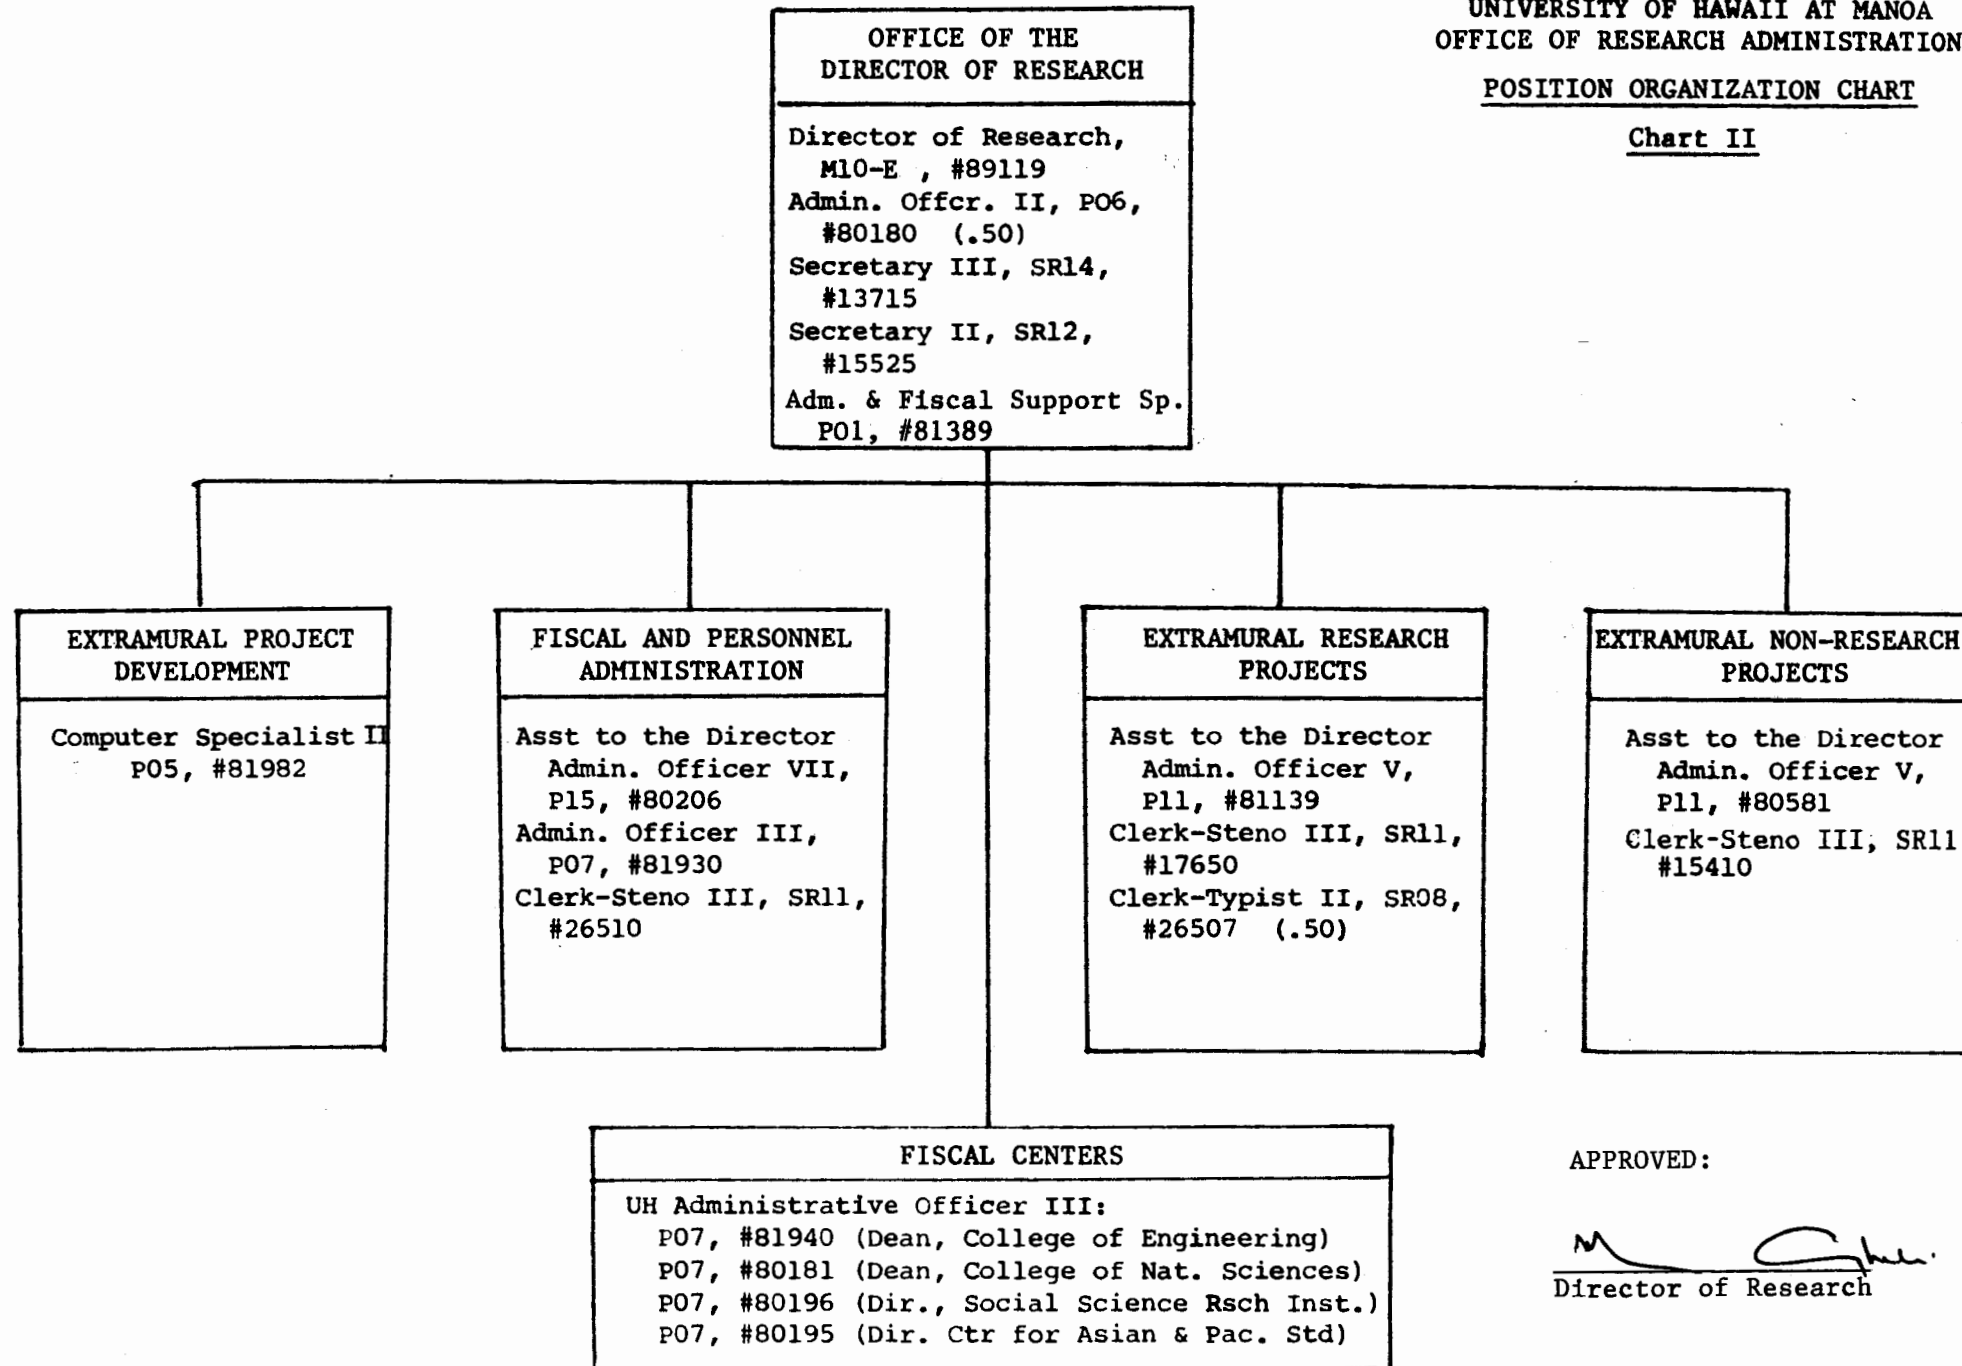 UNIVERSITY OF HAWAII AT MANOA
OFFICE OF RESEARCH ADMINISTRATION
POSITION ORGANIZATION CHART
Chart II
OFFICE OF THE
DIRECTOR OF RESEARCH
Director of Research,
M10-E , #89119
Admin. Offcr. II, PO6,
#80180 (.50)
Secretary III, SR14,
#13715
Secretary II, SR12,
#15525
Adm. & Fiscal Support Sp.
PO1, #81389
EXTRAMURAL PROJECT
DEVELOPMENT
Computer Specialist II
PO5, #81982
FISCAL AND PERSONNEL
ADMINISTRATION
Asst to the Director
Admin. Officer VII,
P15, #80206
Admin. Officer III,
P07, #81930
Clerk-Steno III, SR11,
#26510
EXTRAMURAL RESEARCH
PROJECTS
Asst to the Director
Admin. Officer V,
P11, #81139
Clerk-Steno III, SR11,
#17650
Clerk-Typist II, SR08,
#26507 (.50)
EXTRAMURAL NON-RESEARCH
PROJECTS
Asst to the Director
Admin. Officer V,
P11, #80581
Clerk-Steno III, SR11
#15410
FISCAL CENTERS
UH Administrative Officer III:
P07, #81940 (Dean, College of Engineering)
P07, #80181 (Dean, College of Nat. Sciences)
P07, #80196 (Dir., Social Science Rsch Inst.)
P07, #80195 (Dir. Ctr for Asian & Pac. Std)
APPROVED:
Director of Research